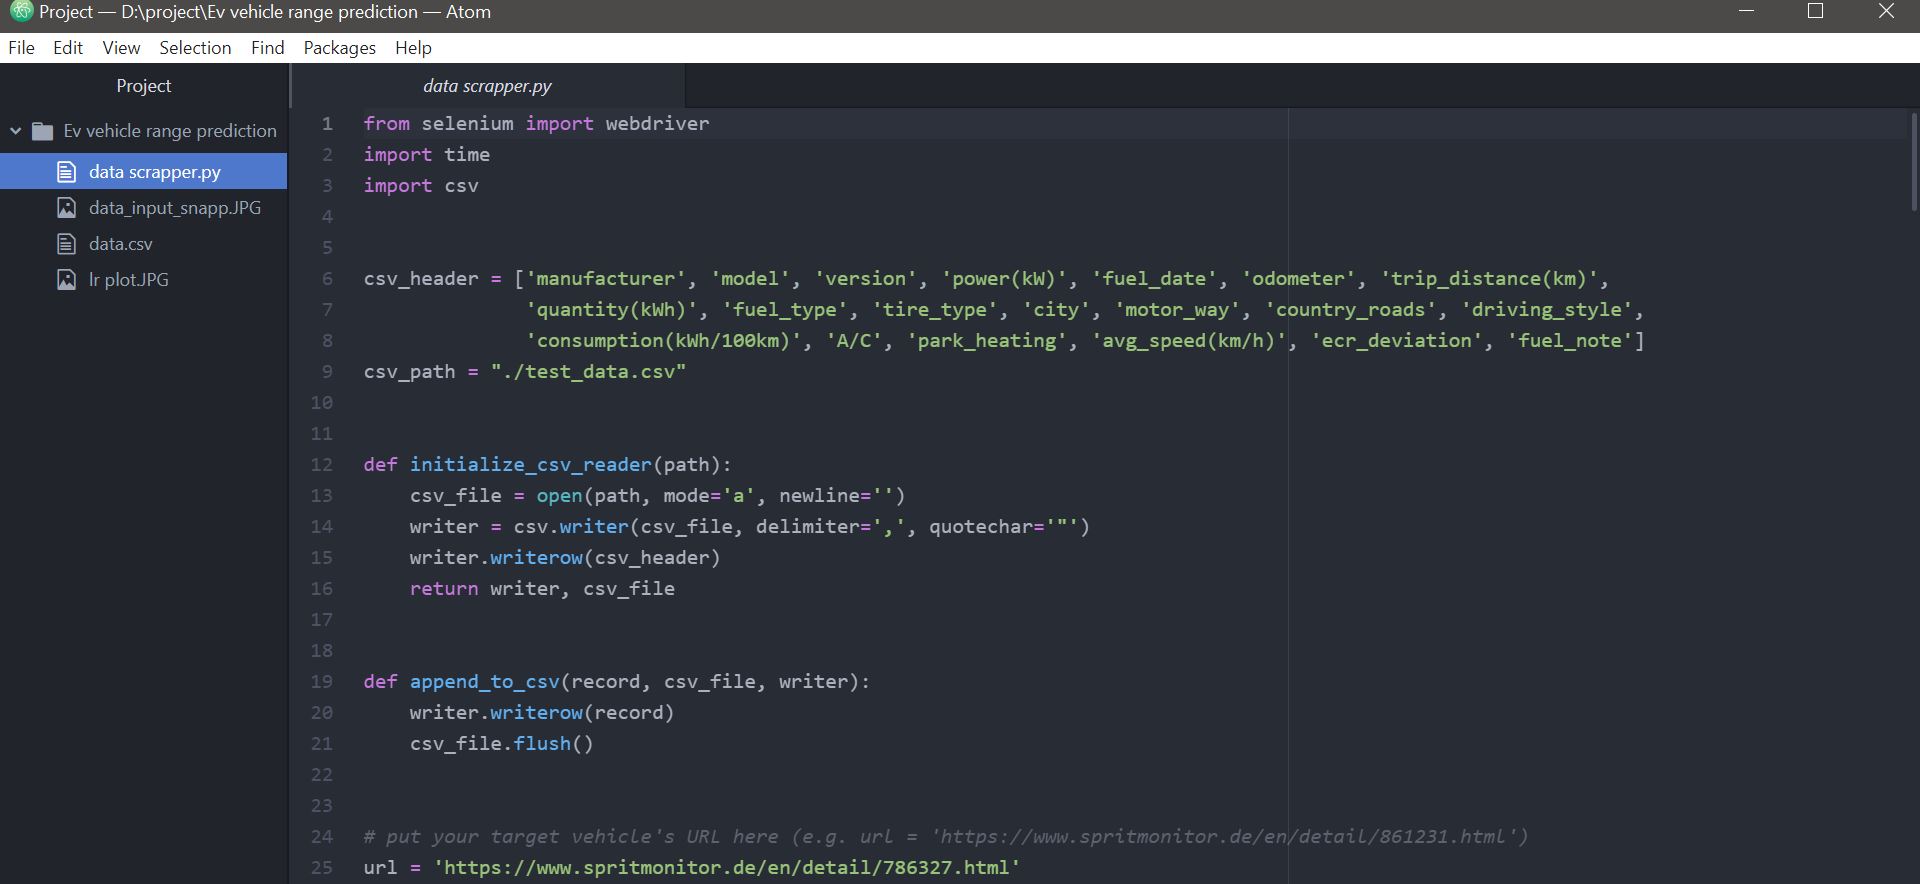 Project — D:\project\Ev vehicle range prediction — Atom
File Edit View Selection Find Packages Help
Project
Ev vehicle range prediction
data scrapper.py
data_input_snapp.JPG
data.csv
lr plot.JPG
data scrapper.py
1 from selenium import webdriver
2 import time
3 import csv
4
5
6 csv_header = ['manufacturer', 'model', 'version', 'power(kW)', 'fuel_date', 'odometer', 'trip_distance(km)',
7 'quantity(kWh)', 'fuel_type', 'tire_type', 'city', 'motor_way', 'country_roads', 'driving_style',
8 'consumption(kWh/100km)', 'A/C', 'park_heating', 'avg_speed(km/h)', 'ecr_deviation', 'fuel_note']
9 csv_path = "./test_data.csv"
10
11
12 def initialize_csv_reader(path):
13     csv_file = open(path, mode='a', newline='')
14     writer = csv.writer(csv_file, delimiter=',', quotechar='"')
15     writer.writerow(csv_header)
16     return writer, csv_file
17
18
19 def append_to_csv(record, csv_file, writer):
20     writer.writerow(record)
21     csv_file.flush()
22
23
24 # put your target vehicle's URL here (e.g. url = 'https://www.spritmonitor.de/en/detail/861231.html')
25 url = 'https://www.spritmonitor.de/en/detail/786327.html'